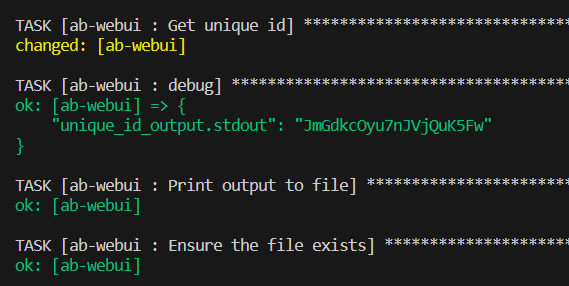 TASK [ab-webui : Get unique id] ******************************
changed: [ab-webui]
TASK [ab-webui : debug] **************************************
ok: [ab-webui] => {
    "unique_id_output.stdout": "JmGdkcOyu7nJVjQuK5Fw"
}
TASK [ab-webui : Print output to file] ***********************
ok: [ab-webui]
TASK [ab-webui : Ensure the file exists] *********************
ok: [ab-webui]